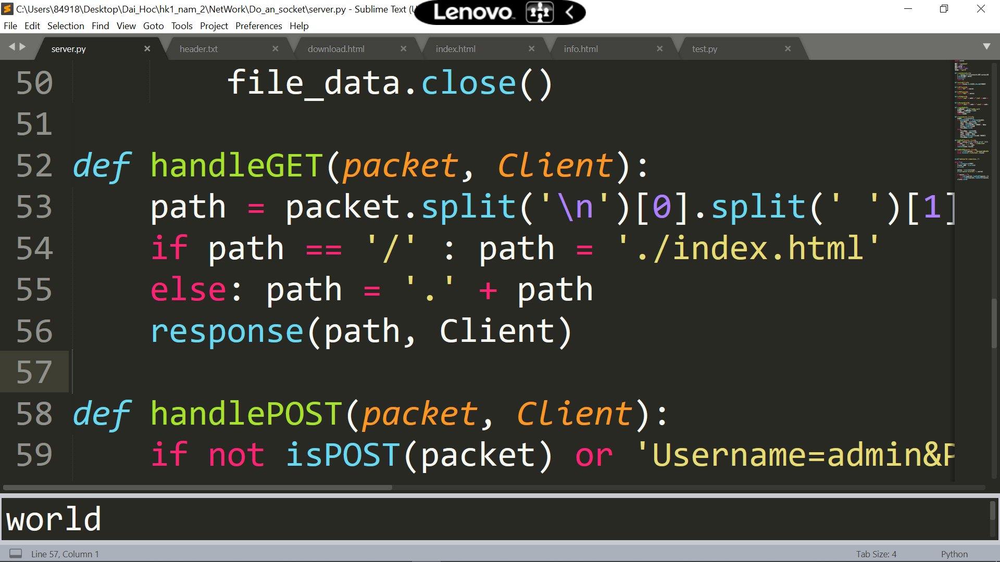 C:\Users\84918\Desktop\Dai_Hoc\hk1_nam_2\NetWork\Do_an_socket\server.py - Sublime Text (U
Lenovo
File Edit Selection Find View Goto Tools Project Preferences Help
server.py header.txt download.html index.html info.html test.py
50 file_data.close()
51
52 def handleGET(packet, Client):
53 path = packet.split('\n')[0].split(' ')[1]
54 if path == '/' : path = './index.html'
55 else: path = '.' + path
56 response(path, Client)
57
58 def handlePOST(packet, Client):
59 if not isPOST(packet) or 'Username=admin&P
world
Line 57, Column 1 Tab Size: 4 Python